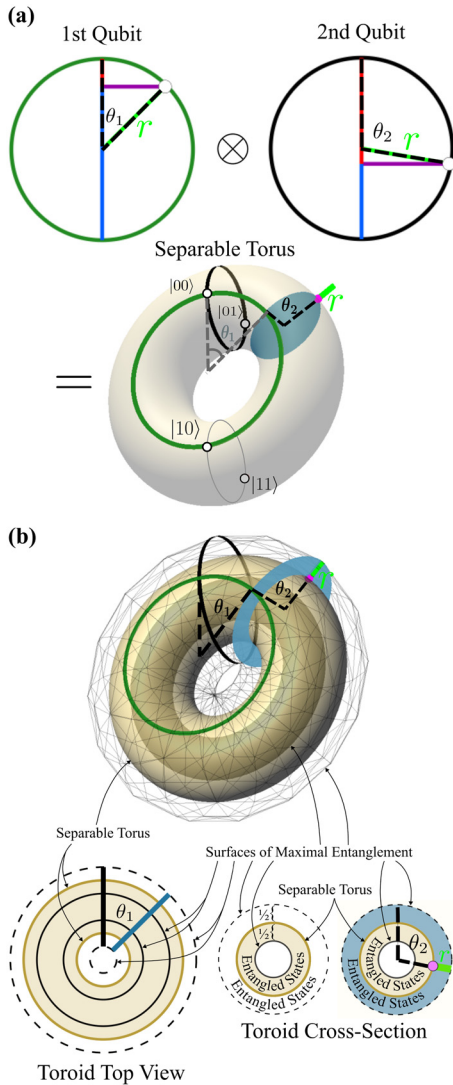 (a)
1st Qubit
2nd Qubit
θ₁
r
⊗
θ₂
r
Separable Torus
|00⟩
|01⟩
θ₂
r
θ₁
=
|10⟩
|11⟩
(b)
r
θ₂
θ₁
Separable Torus
Surfaces of Maximal Entanglement
Separable Torus
θ₁
½
½
Entangled States
Entangled States
Entangled States
Entangled States
θ₂
r
Toroid Cross-Section
Toroid Top View